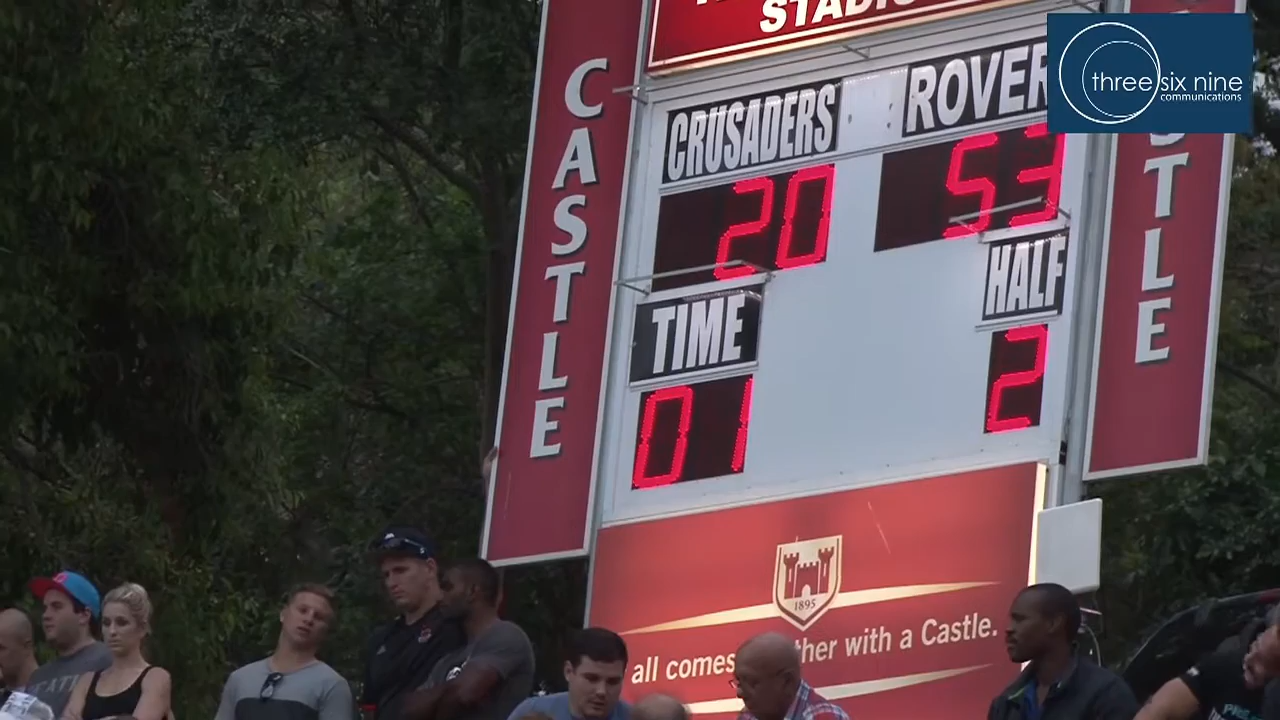 STADIU
CRUSADERS
ROVER
20
53
TIME
HALF
01
2
CASTLE
STLE
1895
all comes ther with a Castle.
three six nine
communications